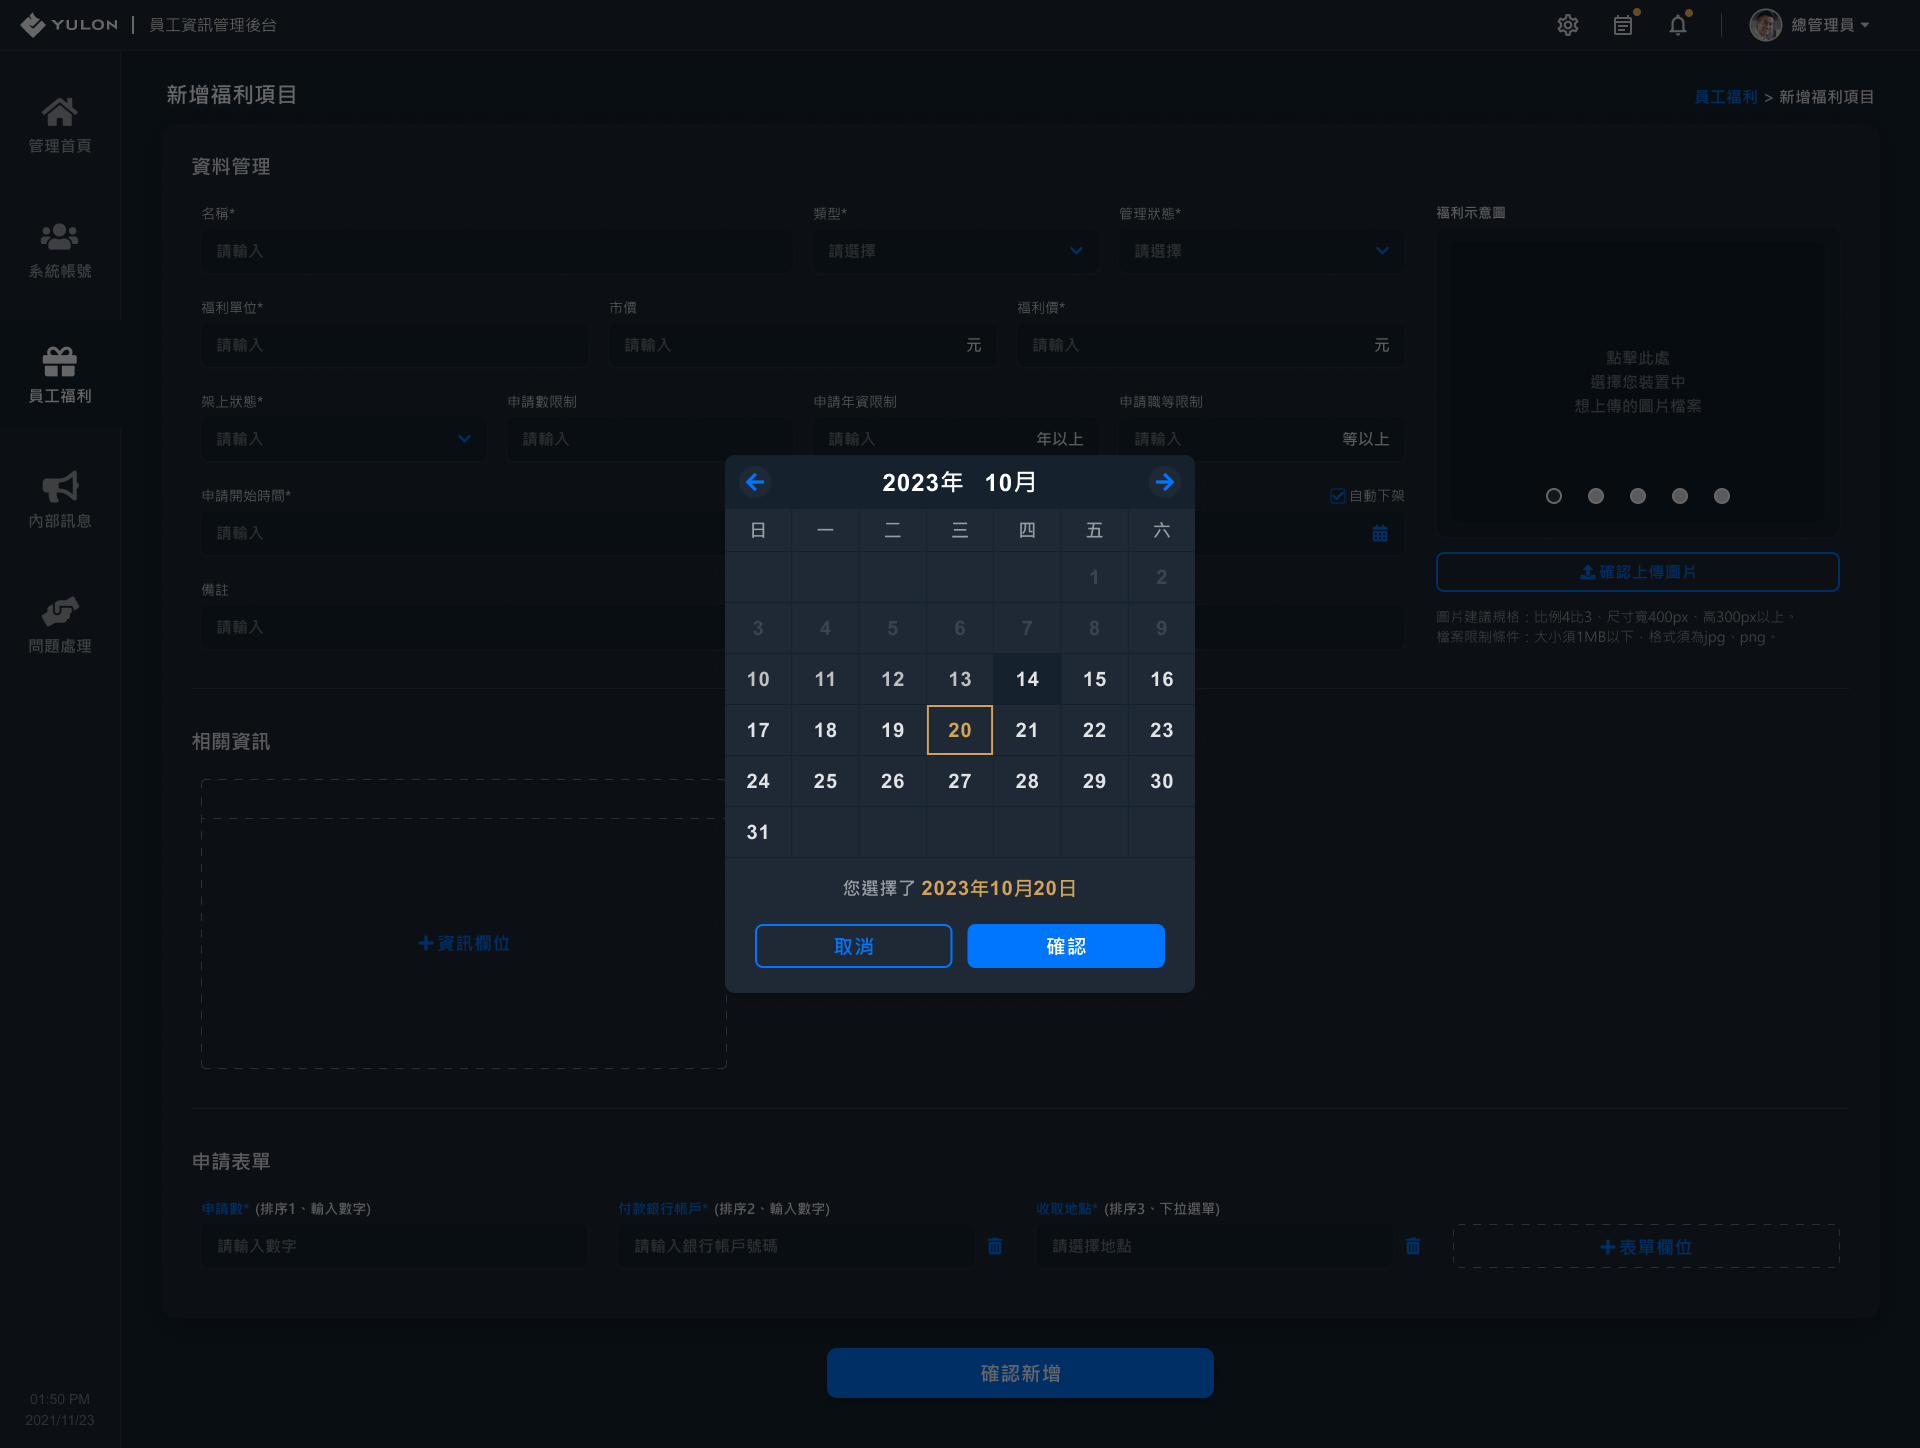 YULON
員工資訊管理後台
總管理員
管理首頁
系統帳號
員工福利
內部訊息
問題處理
01:50 PM
2021/11/23
新增福利項目
員工福利 > 新增福利項目
資料管理
名稱*
請輸入
類型*
請選擇
管理狀態*
請選擇
福利示意圖
點擊此處
選擇您裝置中
想上傳的圖片檔案
福利單位*
請輸入
市價
請輸入
元
福利價*
請輸入
元
架上狀態*
請輸入
申請數限制
請輸入
申請年資限制
請輸入
年以上
申請職等限制
請輸入
等以上
申請開始時間*
請輸入
自動下架
備註
請輸入
確認上傳圖片
圖片建議規格：比例4比3、尺寸寬400px、高300px以上。
檔案限制條件：大小須1MB以下，格式須為jpg、png。
2023年 10月
日 一 二 三 四 五 六
1 2
3 4 5 6 7 8 9
10 11 12 13 14 15 16
17 18 19 20 21 22 23
24 25 26 27 28 29 30
31
您選擇了 2023年10月20日
取消
確認
相關資訊
資訊欄位
申請表單
申請數* (排序1、輸入數字)
請輸入數字
付款銀行帳戶* (排序2、輸入數字)
請輸入銀行帳戶號碼
收取地點* (排序3、下拉選單)
請選擇地點
表單欄位
確認新增